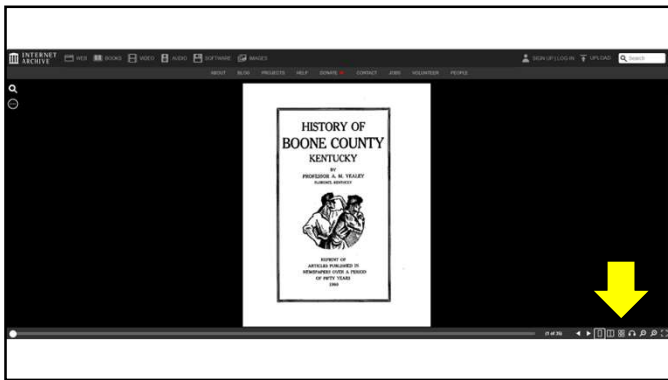 INTERNET ARCHIVE
WEB BOOKS VIDEO AUDIO SOFTWARE IMAGES
SIGN UP | LOG IN UPLOAD Search
ABOUT BLOG PROJECTS HELP DONATE CONTACT JOBS VOLUNTEER PEOPLE
HISTORY OF
BOONE COUNTY
KENTUCKY
BY
PROFESSOR A. M. YEALEY
FLORENCE, KENTUCKY
REPRINT OF
ARTICLES PUBLISHED IN
NEWSPAPERS OVER A PERIOD
OF FIFTY YEARS
1960